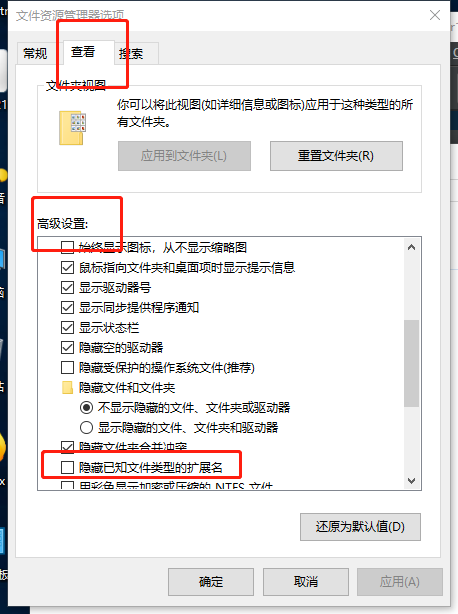 文件资源管理器选项
常规
查看
搜索
文件夹视图
你可以将此视图(如详细信息或图标)应用于这种类型的所
有文件夹。
应用到文件夹(L)
重置文件夹(R)
高级设置:
始终显示图标，从不显示缩略图
鼠标指向文件夹和桌面项时显示提示信息
显示驱动器号
显示同步提供程序通知
显示状态栏
隐藏空的驱动器
隐藏受保护的操作系统文件(推荐)
隐藏文件和文件夹
不显示隐藏的文件、文件夹或驱动器
显示隐藏的文件、文件夹和驱动器
隐藏文件夹合并冲突
隐藏已知文件类型的扩展名
用彩色显示加密或压缩的 NTFS 文件
还原为默认值(D)
确定
取消
应用(A)